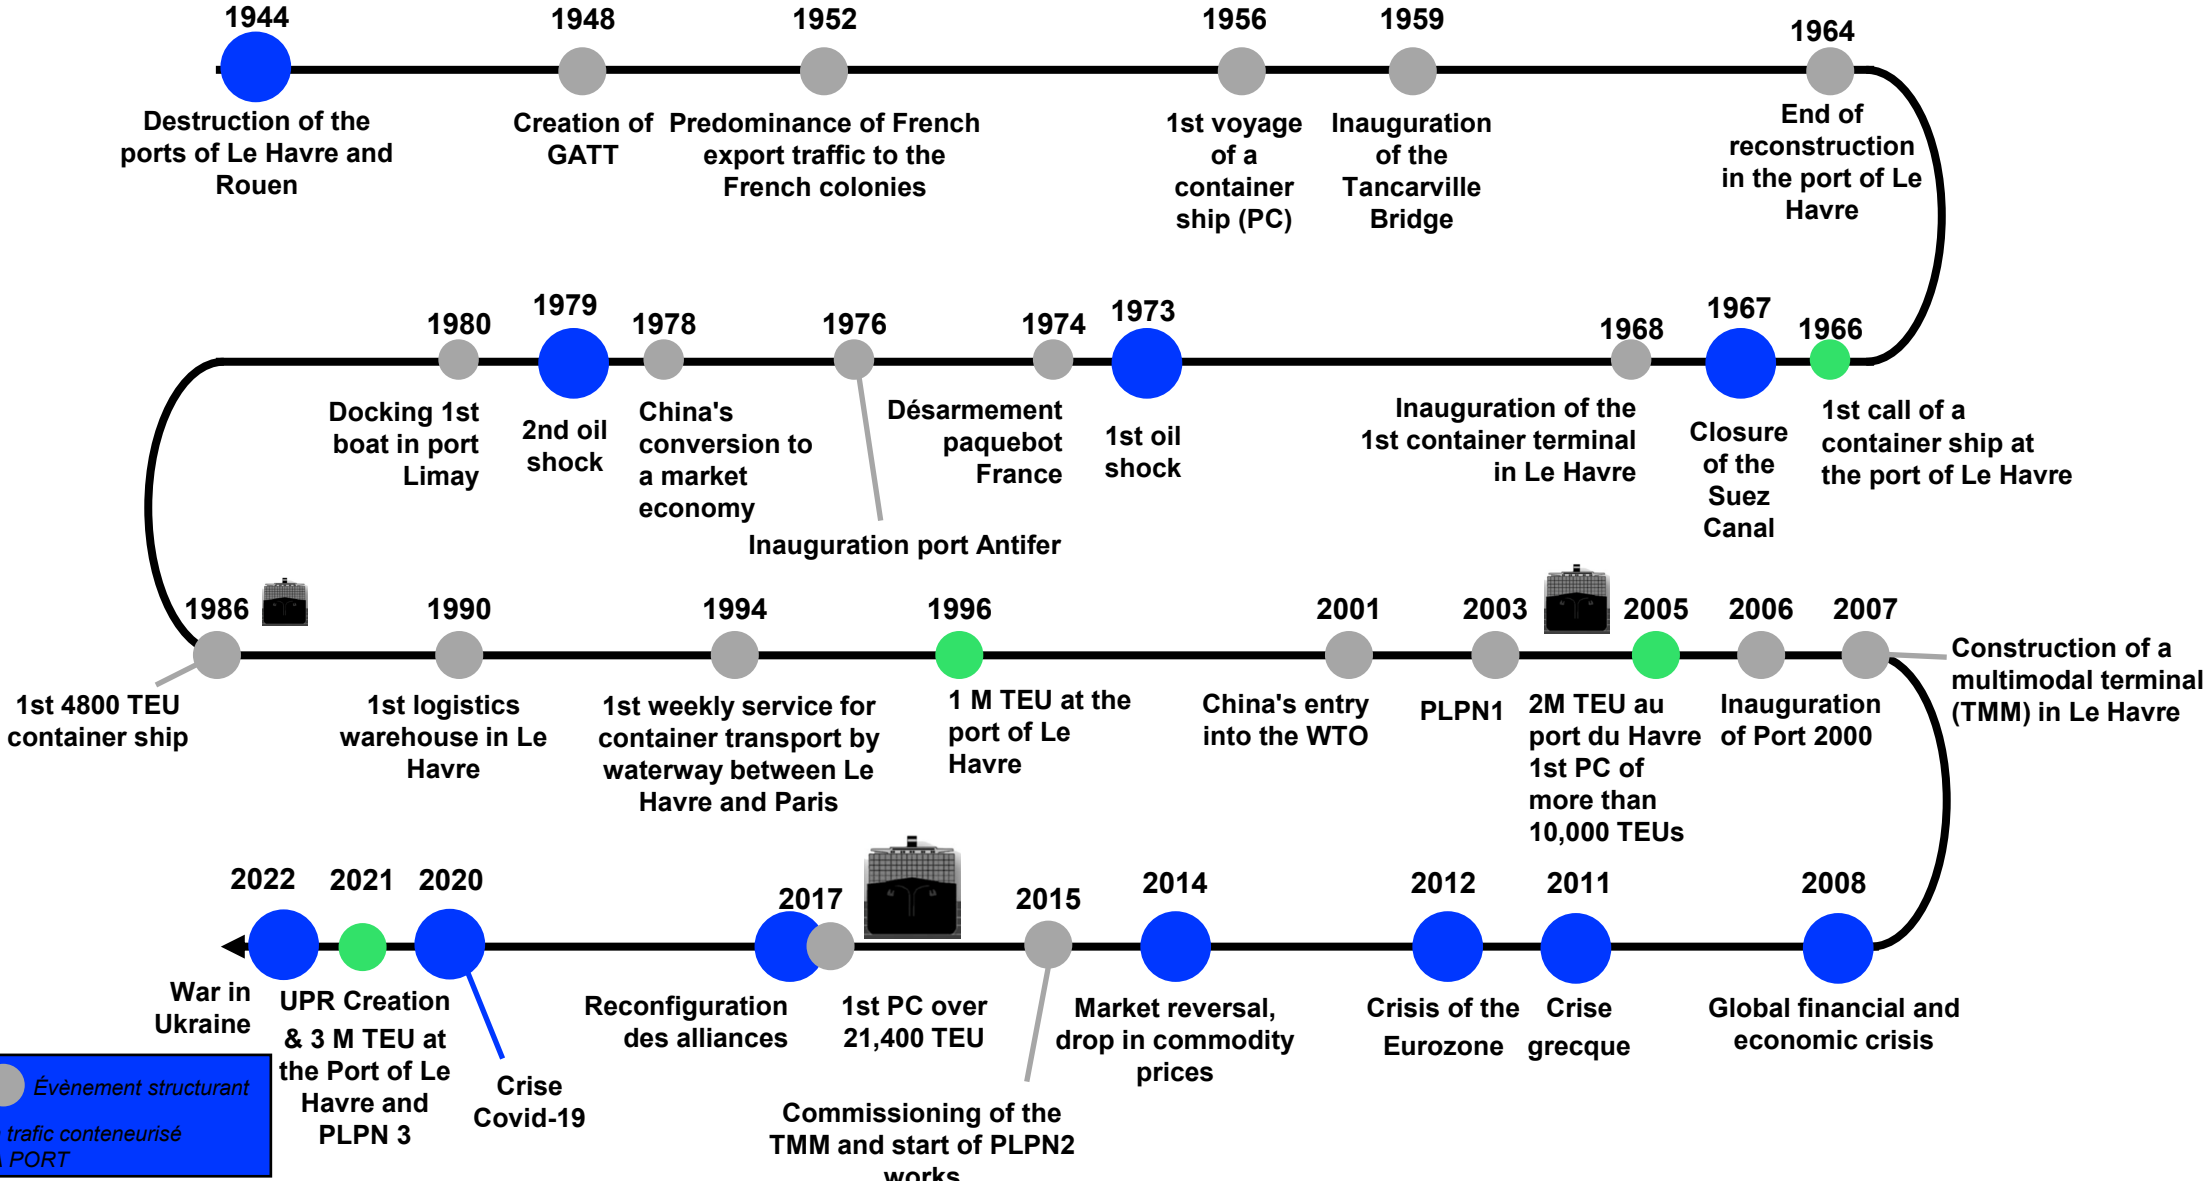 1944
1948
1952
1956
1959
1964
Destruction of the
ports of Le Havre and
Rouen
Creation of
GATT
Predominance of French
export traffic to the
French colonies
1st voyage
of a
container
ship (PC)
Inauguration
of the
Tancarville
Bridge
End of
reconstruction
in the port of Le
Havre
1980
1979
1978
1976
1974
1973
1968
1967
1966
Docking 1st
boat in port
Limay
2nd oil
shock
China's
conversion to
a market
economy
Inauguration port Antifer
Désarmement
paquebot
France
1st oil
shock
Inauguration of the
1st container terminal
in Le Havre
Closure
of the
Suez
Canal
1st call of a
container ship at
the port of Le Havre
1986
1990
1994
1996
2001
2003
2005
2006
2007
1st 4800 TEU
container ship
1st logistics
warehouse in Le
Havre
1st weekly service for
container transport by
waterway between Le
Havre and Paris
1 M TEU at the
port of Le
Havre
China's entry
into the WTO
PLPN1
2M TEU au
port du Havre
1st PC of
more than
10,000 TEUs
Inauguration
of Port 2000
Construction of a
multimodal terminal
(TMM) in Le Havre
2022
2021
2020
2017
2015
2014
2012
2011
2008
War in
Ukraine
UPR Creation
& 3 M TEU at
the Port of Le
Havre and
PLPN 3
Crise
Covid-19
Reconfiguration
des alliances
1st PC over
21,400 TEU
Commissioning of the
TMM and start of PLPN2
works
Market reversal,
drop in commodity
prices
Crisis of the
Eurozone
Crise
grecque
Global financial and
economic crisis
Évènement structurant
trafic conteneurisé
PORT